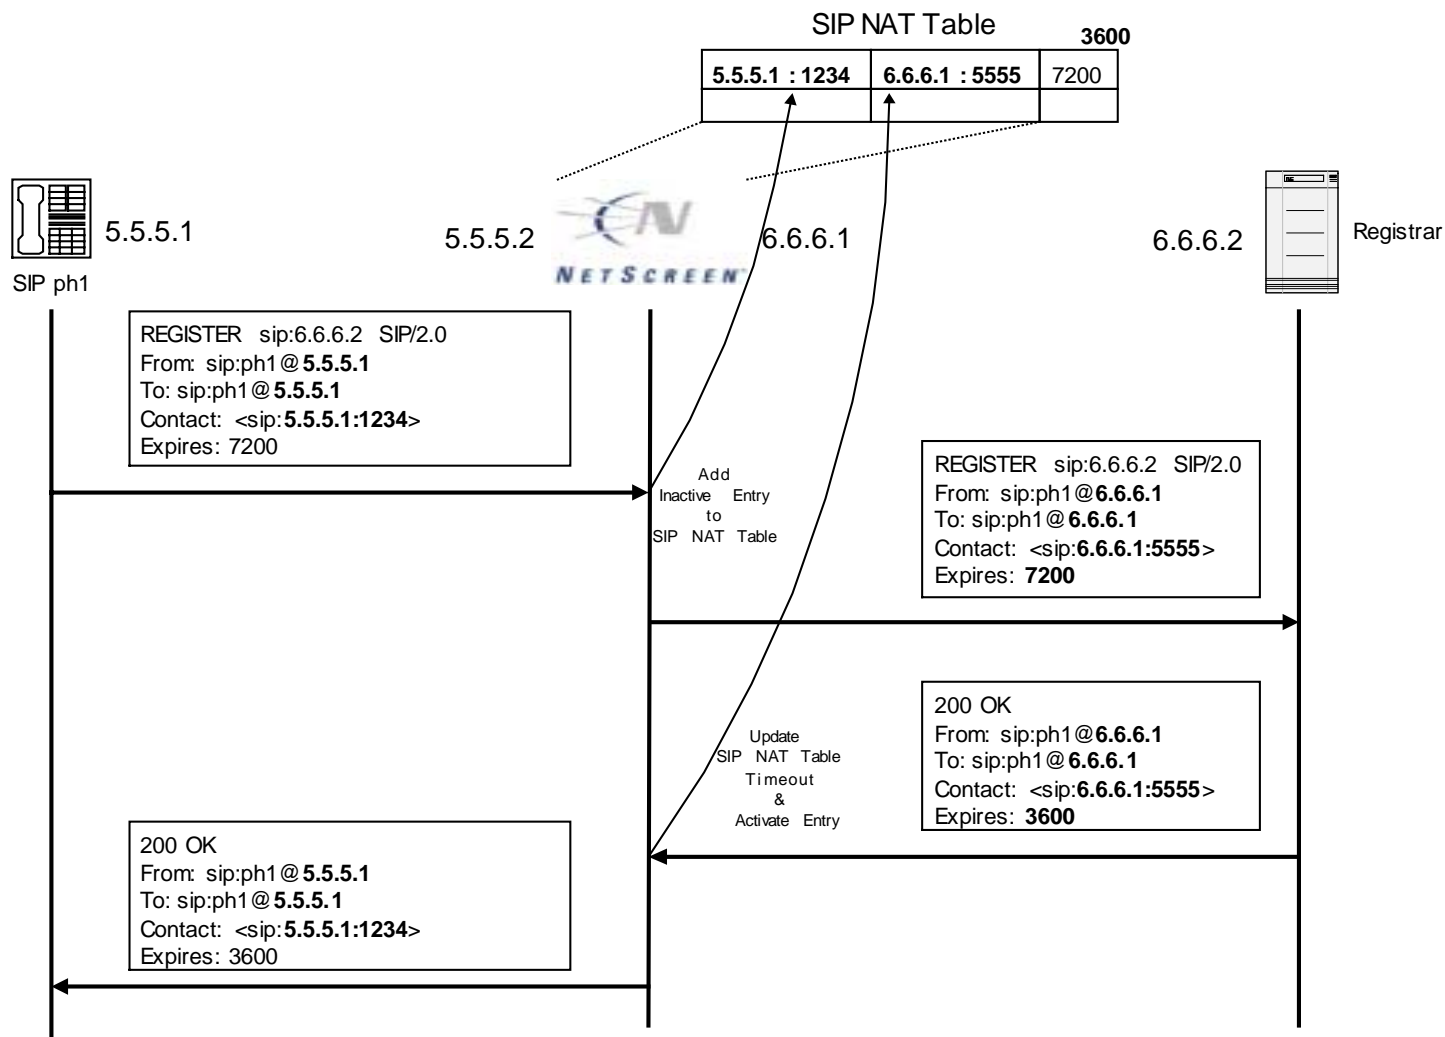 SIP NAT Table
3600
5.5.5.1 : 1234 6.6.6.1 : 5555 7200
5.5.5.1
SIP ph1
5.5.5.2
NETSCREEN
6.6.6.1
6.6.6.2
Registrar
REGISTER sip:6.6.6.2 SIP/2.0
From: sip:ph1@5.5.5.1
To: sip:ph1@5.5.5.1
Contact: <sip:5.5.5.1:1234>
Expires: 7200
Add
Inactive Entry
to
SIP NAT Table
REGISTER sip:6.6.6.2 SIP/2.0
From: sip:ph1@6.6.6.1
To: sip:ph1@6.6.6.1
Contact: <sip:6.6.6.1:5555>
Expires: 7200
Update
SIP NAT Table
Timeout
&
Activate Entry
200 OK
From: sip:ph1@6.6.6.1
To: sip:ph1@6.6.6.1
Contact: <sip:6.6.6.1:5555>
Expires: 3600
200 OK
From: sip:ph1@5.5.5.1
To: sip:ph1@5.5.5.1
Contact: <sip:5.5.5.1:1234>
Expires: 3600